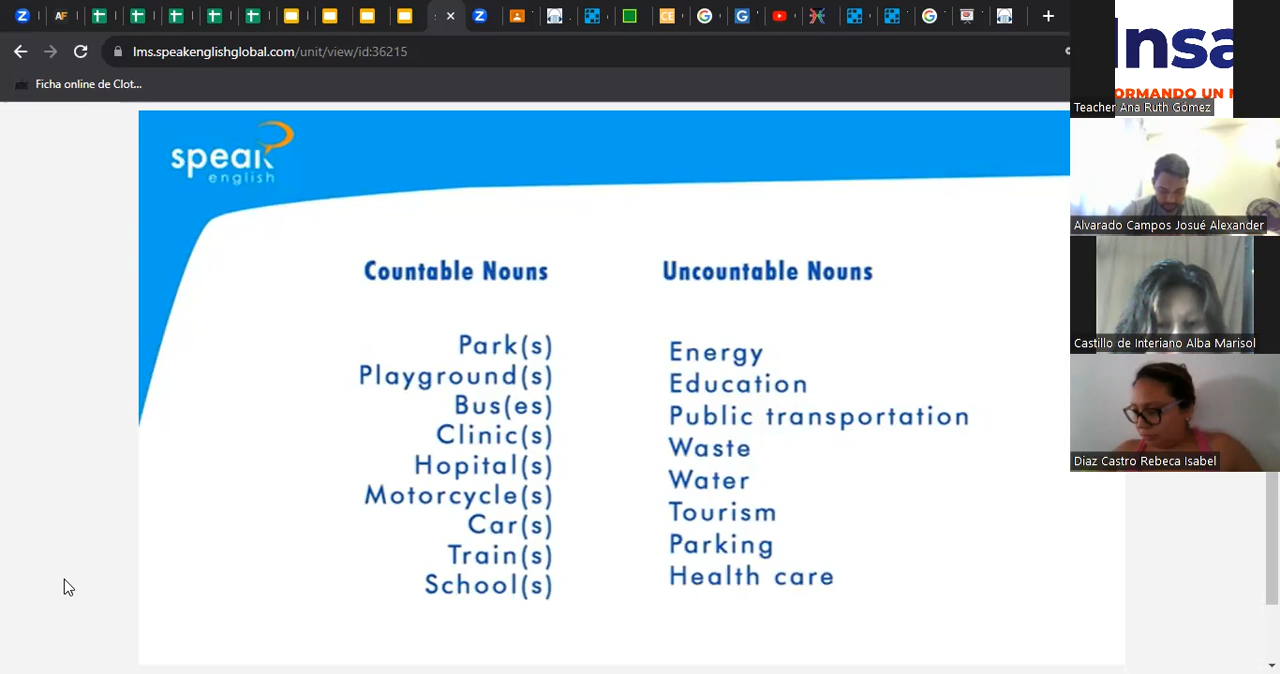 lms.speakenglishglobal.com/unit/view/id:36215
Ficha online de Clot...
speak
english
Countable Nouns
Park(s)
Playground(s)
Bus(es)
Clinic(s)
Hopital(s)
Motorcycle(s)
Car(s)
Train(s)
School(s)
Uncountable Nouns
Energy
Education
Public transportation
Waste
Water
Tourism
Parking
Health care
Insa
ORMANDO UN
Teacher Ana Ruth Gómez
Alvarado Campos Josué Alexander
Castillo de Interiano Alba Marisol
Diaz Castro Rebeca Isabel